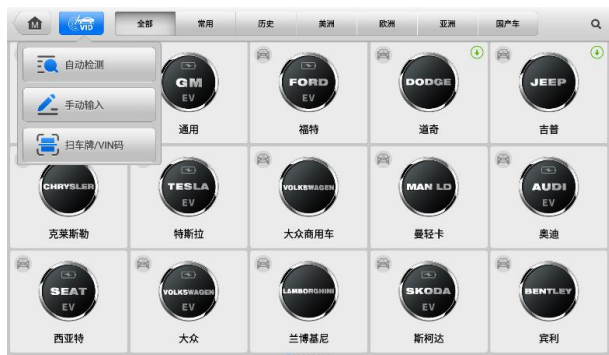 M VID 全部 常用 历史 美洲 欧洲 亚洲 国产车
自动检测
手动输入
扫车牌/VIN码
GM EV
FORD EV
DODGE
JEEP
通用 福特 道奇 吉普
CHRYSLER
TESLA EV
VOLKSWAGEN
MAN LD
AUDI EV
克莱斯勒 特斯拉 大众商用车 曼轻卡 奥迪
SEAT EV
VOLKSWAGEN EV
LAMBORGHINI
SKODA EV
BENTLEY
西亚特 大众 兰博基尼 斯柯达 宾利